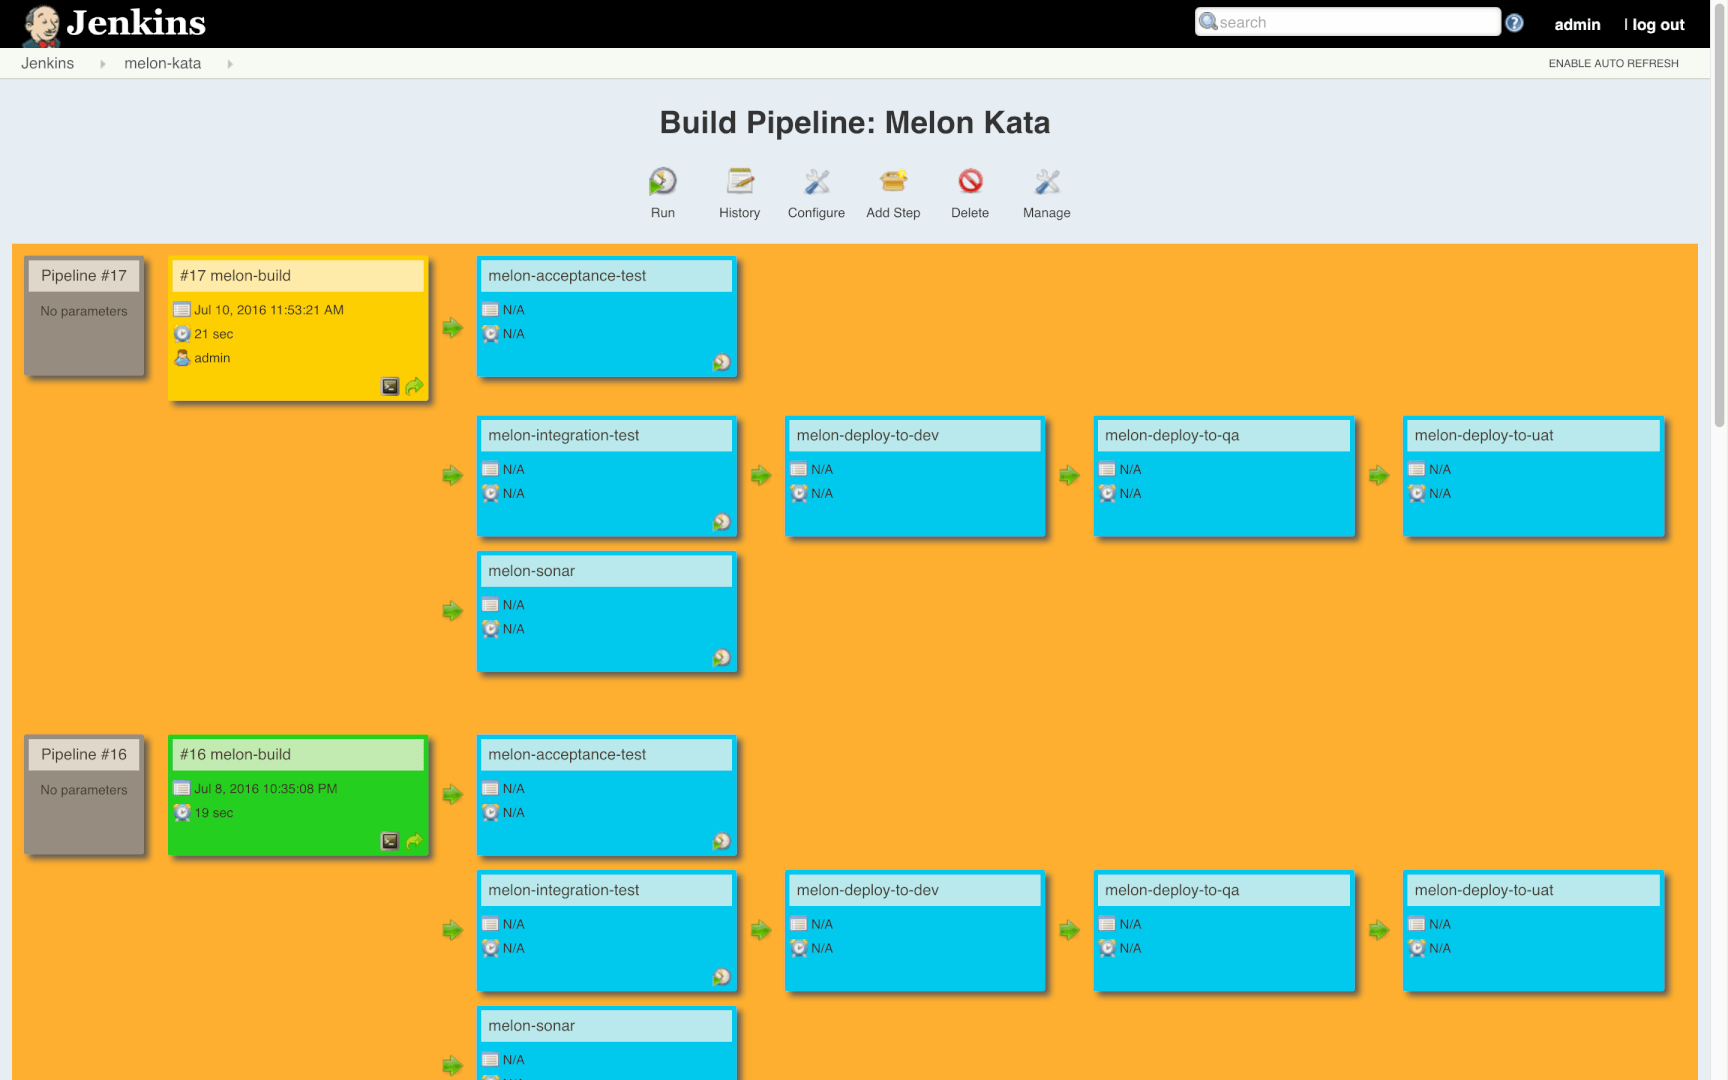 Jenkins
search
admin
| log out
Jenkins
melon-kata
ENABLE AUTO REFRESH
Build Pipeline: Melon Kata
Run
History
Configure
Add Step
Delete
Manage
Pipeline #17
No parameters
#17 melon-build
Jul 10, 2016 11:53:21 AM
21 sec
admin
melon-acceptance-test
N/A
N/A
melon-integration-test
N/A
N/A
melon-deploy-to-dev
N/A
N/A
melon-deploy-to-qa
N/A
N/A
melon-deploy-to-uat
N/A
N/A
melon-sonar
N/A
N/A
Pipeline #16
No parameters
#16 melon-build
Jul 8, 2016 10:35:08 PM
19 sec
melon-acceptance-test
N/A
N/A
melon-integration-test
N/A
N/A
melon-deploy-to-dev
N/A
N/A
melon-deploy-to-qa
N/A
N/A
melon-deploy-to-uat
N/A
N/A
melon-sonar
N/A